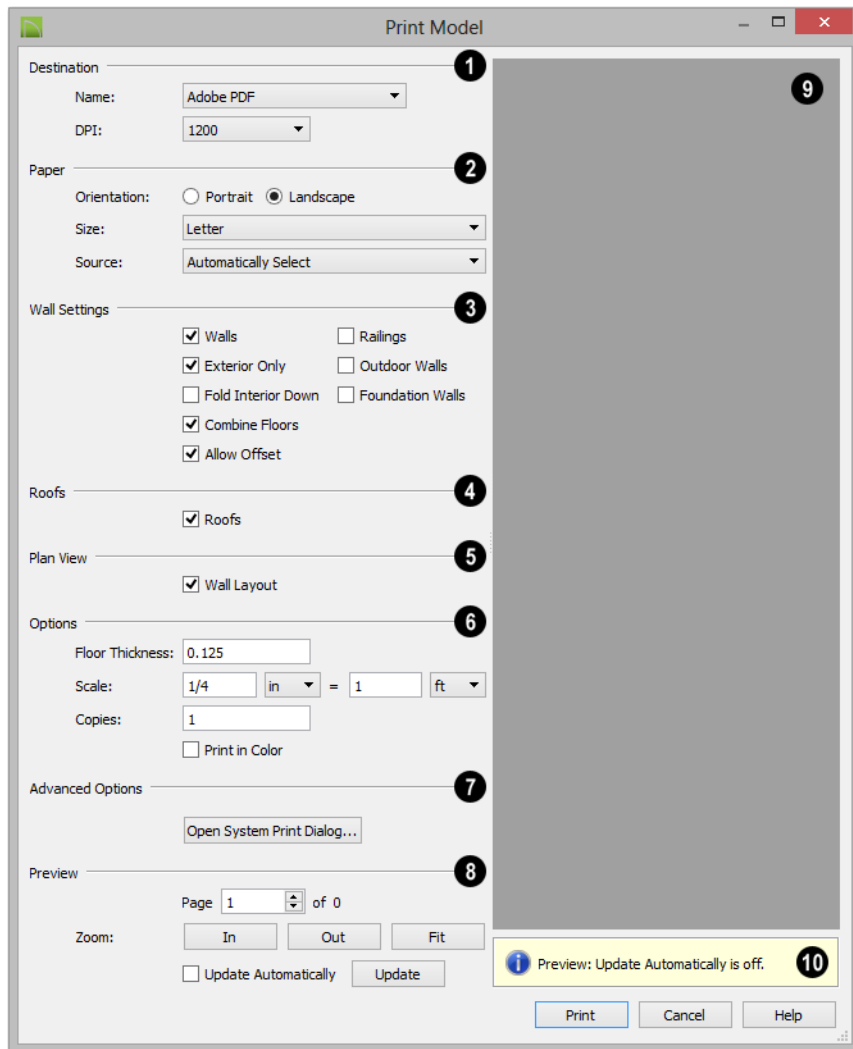 Print Model
Destination 1
Name: Adobe PDF
DPI: 1200
Paper 2
Orientation: Portrait Landscape
Size: Letter
Source: Automatically Select
Wall Settings 3
Walls Railings
Exterior Only Outdoor Walls
Fold Interior Down Foundation Walls
Combine Floors
Allow Offset
Roofs 4
Roofs
Plan View 5
Wall Layout
Options 6
Floor Thickness: 0.125
Scale: 1/4 in = 1 ft
Copies: 1
Print in Color
Advanced Options 7
Open System Print Dialog...
Preview 8
Page 1 of 0
Zoom: In Out Fit
Update Automatically Update
9
Preview: Update Automatically is off. 10
Print Cancel Help